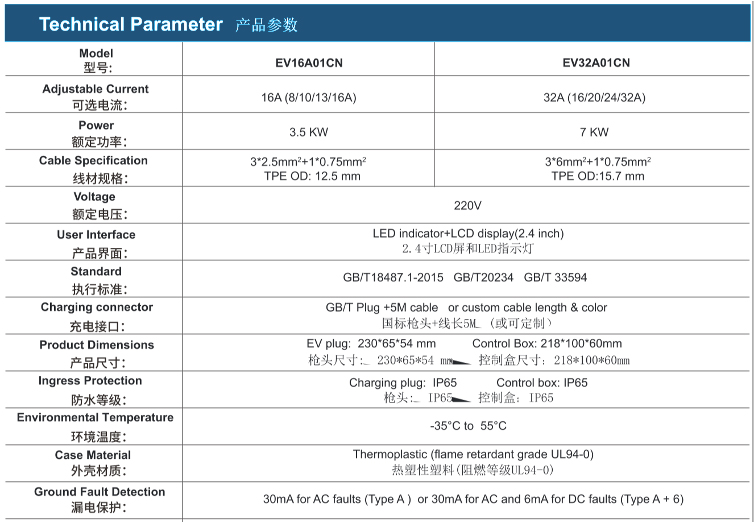 Technical Parameter 产品参数
Model EV16A01CN EV32A01CN
型号:
Adjustable Current 16A (8/10/13/16A) 32A (16/20/24/32A)
可选电流:
Power 3.5 KW 7 KW
额定功率:
Cable Specification 3*2.5mm²+1*0.75mm² 3*6mm²+1*0.75mm²
线材规格: TPE OD: 12.5 mm TPE OD:15.7 mm
Voltage 220V
额定电压:
User Interface LED indicator+LCD display(2.4 inch)
产品界面: 2.4寸LCD屏和LED指示灯
Standard GB/T18487.1-2015 GB/T20234 GB/T 33594
执行标准:
Charging connector GB/T Plug +5M cable or custom cable length & color
充电接口: 国标枪头+线长5M (或可定制)
Product Dimensions EV plug: 230*65*54 mm Control Box: 218*100*60mm
产品尺寸: 枪头尺寸: 230*65*54 mm 控制盒尺寸: 218*100*60mm
Ingress Protection Charging plug: IP65 Control box: IP65
防水等级: 枪头: IP65 控制盒: IP65
Environmental Temperature -35°C to 55°C
环境温度:
Case Material Thermoplastic (flame retardant grade UL94-0)
外壳材质: 热塑性塑料(阻燃等级UL94-0)
Ground Fault Detection 30mA for AC faults (Type A ) or 30mA for AC and 6mA for DC faults (Type A + 6)
漏电保护: